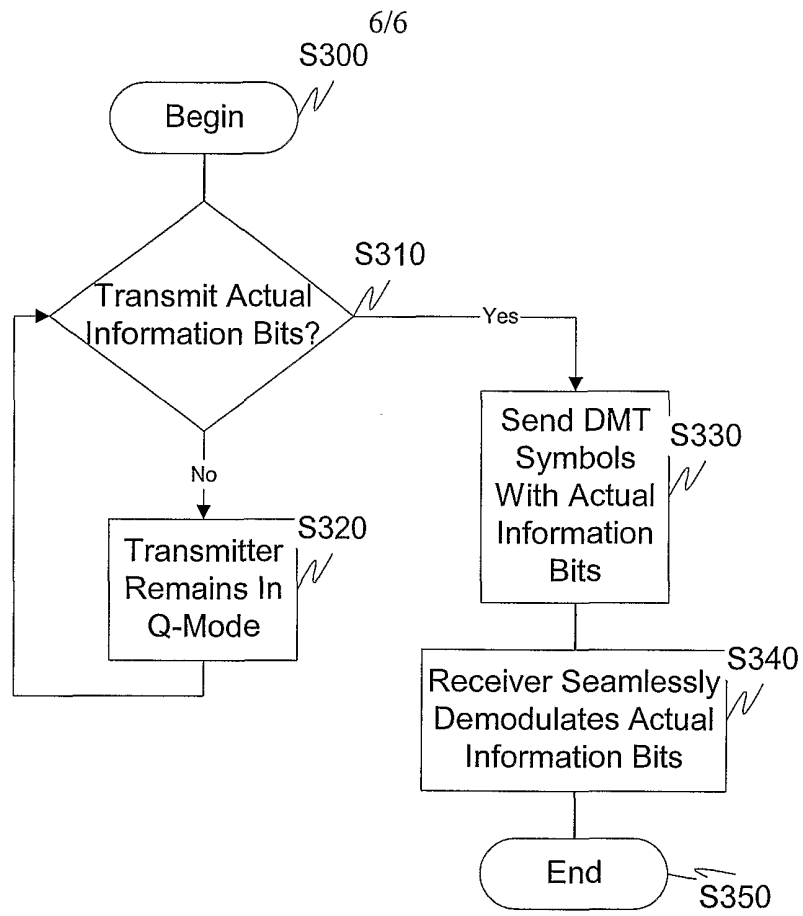 6/6
S300
Begin
S310
Transmit Actual
Information Bits?
Yes
No
S320
Transmitter
Remains In
Q-Mode
Send DMT
Symbols
With Actual
Information
Bits
S330
S340
Receiver Seamlessly
Demodulates Actual
Information Bits
End
S350